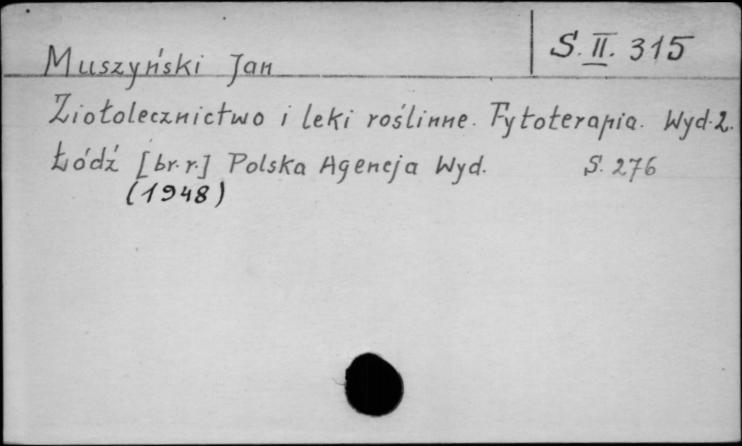 S. II. 315
Muszyński Jan
Ziołolecznictwo i leki roślinne. Fytoterapia. Wyd. 2.
Łódź [br. r.] Polska Agencja Wyd. S. 276
(1948)